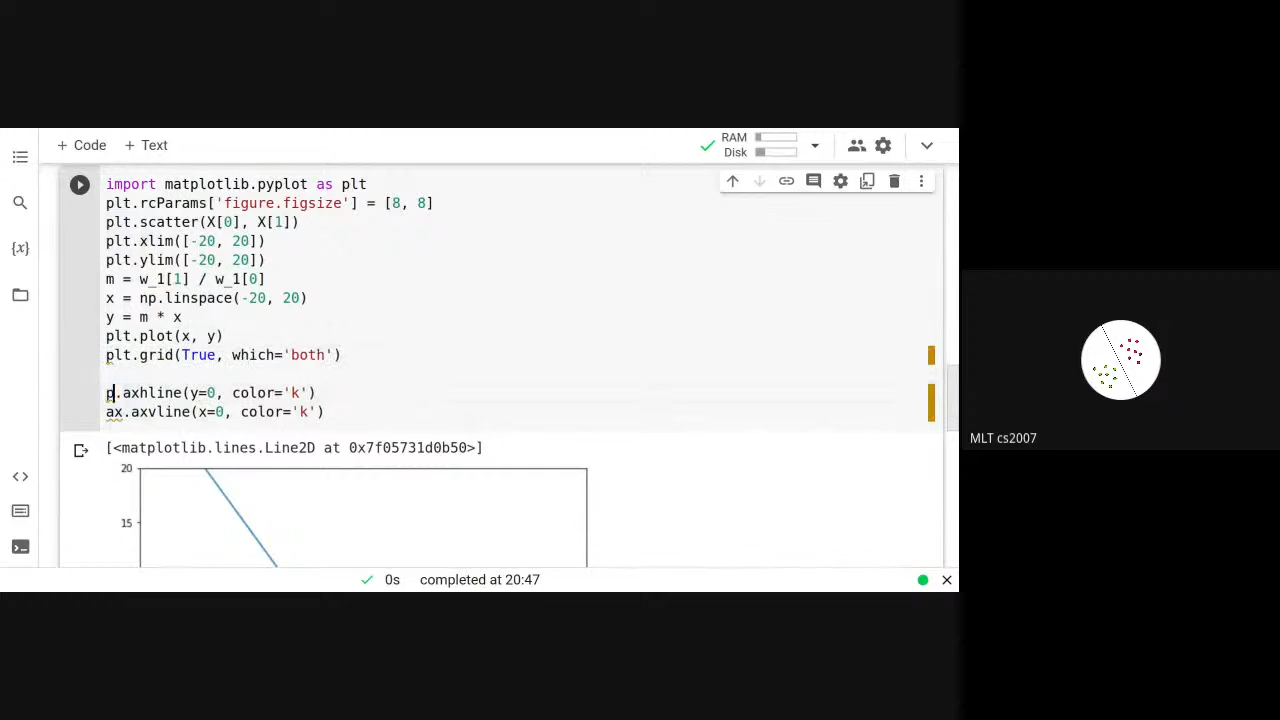 + Code + Text
RAM
Disk
import matplotlib.pyplot as plt
plt.rcParams['figure.figsize'] = [8, 8]
plt.scatter(X[0], X[1])
plt.xlim([-20, 20])
plt.ylim([-20, 20])
m = w_1[1] / w_1[0]
x = np.linspace(-20, 20)
y = m * x
plt.plot(x, y)
plt.grid(True, which='both')
p.axhline(y=0, color='k')
ax.axvline(x=0, color='k')
[<matplotlib.lines.Line2D at 0x7f05731d0b50>]
20
15
0s completed at 20:47
MLT cs2007
{x}